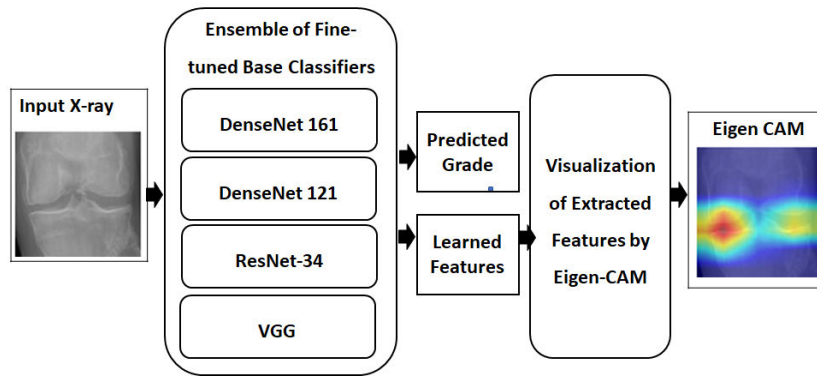 Input X-ray
Ensemble of Fine-
tuned Base Classifiers
DenseNet 161
DenseNet 121
ResNet-34
VGG
Predicted
Grade
Learned
Features
Visualization
of Extracted
Features by
Eigen-CAM
Eigen CAM